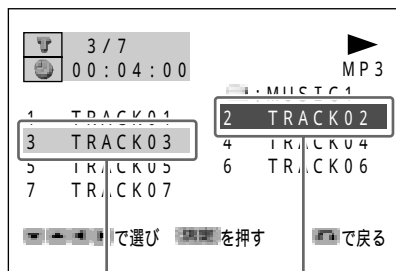 T 3/7
00:04:00
MP3
:MUSIC1
1 TRACK01
2 TRACK02
3 TRACK03
4 TRACK04
5 TRACK05
6 TRACK06
7 TRACK07
で選び を押す で戻る